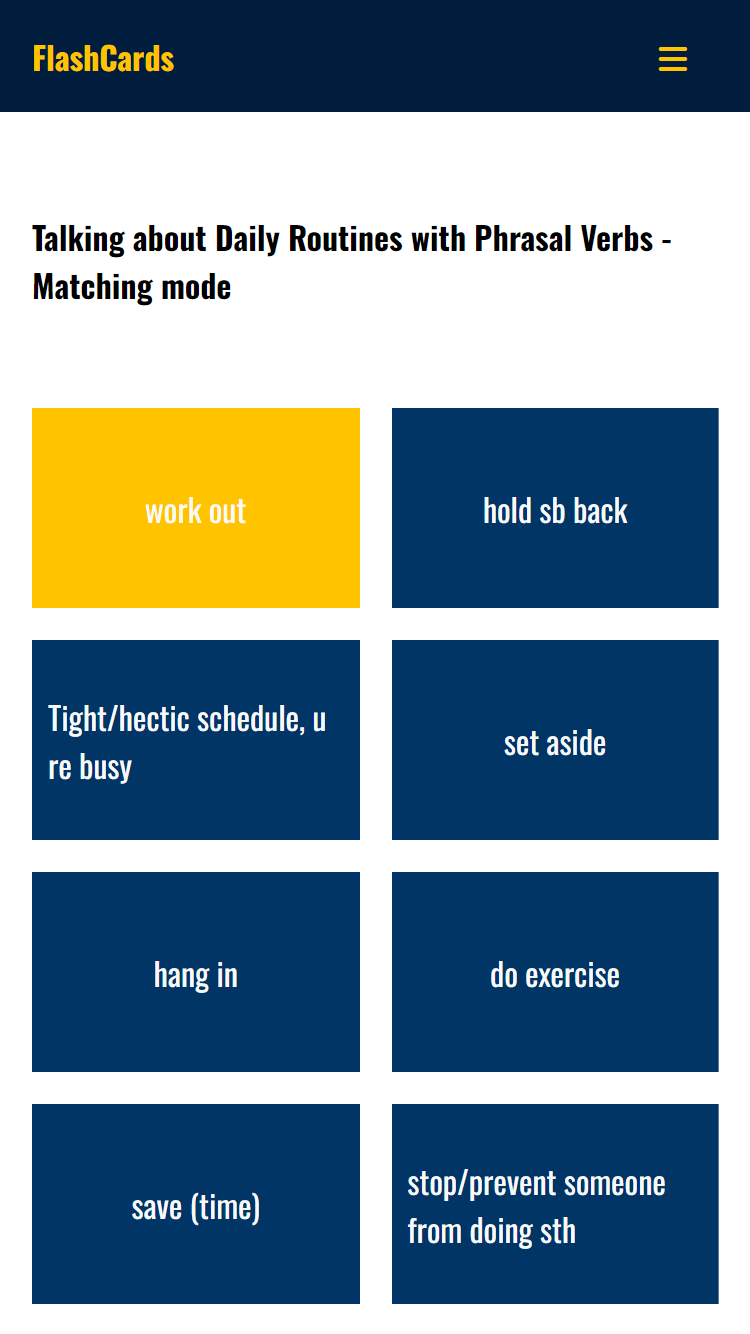 FlashCards
Talking about Daily Routines with Phrasal Verbs -
Matching mode
work out
hold sb back
Tight/hectic schedule, u
re busy
set aside
hang in
do exercise
save (time)
stop/prevent someone
from doing sth